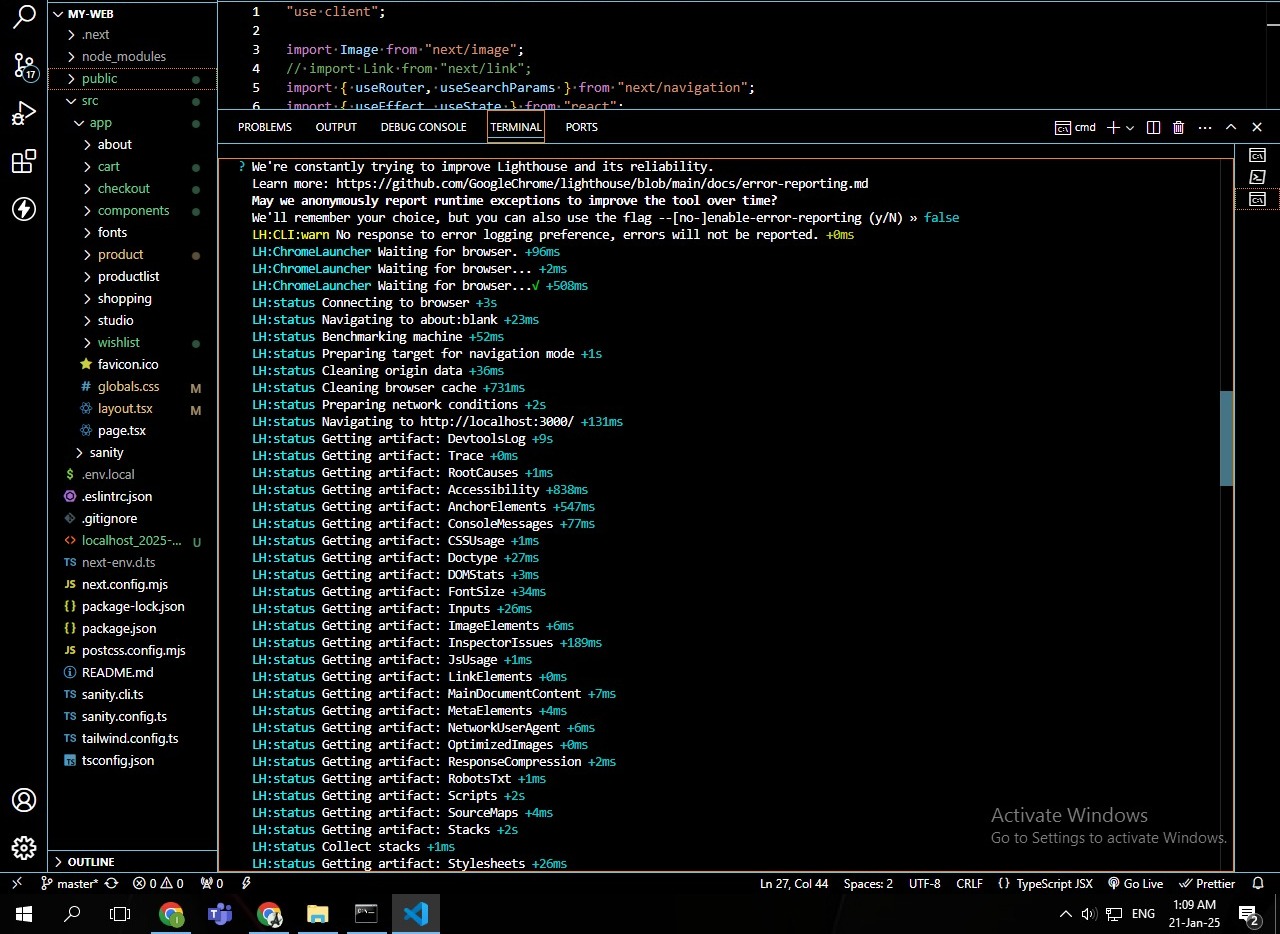 MY-WEB
.next
node_modules
public
src
app
about
cart
checkout
components
fonts
product
productlist
shopping
studio
wishlist
favicon.ico
# globals.css M
layout.tsx M
page.tsx
sanity
$ .env.local
.eslintrc.json
.gitignore
<> localhost_2025-... U
TS next-env.d.ts
JS next.config.mjs
{} package-lock.json
{} package.json
JS postcss.config.mjs
README.md
TS sanity.cli.ts
TS sanity.config.ts
TS tailwind.config.ts
TS tsconfig.json
OUTLINE
17
1 "use client";
2
3 import Image from "next/image";
4 // import Link from "next/link";
5 import { useRouter, useSearchParams } from "next/navigation";
6 import { useEffect, useState } from "react";
PROBLEMS OUTPUT DEBUG CONSOLE TERMINAL PORTS cmd
? We're constantly trying to improve Lighthouse and its reliability.
Learn more: https://github.com/GoogleChrome/lighthouse/blob/main/docs/error-reporting.md
May we anonymously report runtime exceptions to improve the tool over time?
We'll remember your choice, but you can also use the flag --[no-]enable-error-reporting (y/N) » false
LH:CLI:warn No response to error logging preference, errors will not be reported. +0ms
LH:ChromeLauncher Waiting for browser. +96ms
LH:ChromeLauncher Waiting for browser... +2ms
LH:ChromeLauncher Waiting for browser...√ +508ms
LH:status Connecting to browser +3s
LH:status Navigating to about:blank +23ms
LH:status Benchmarking machine +52ms
LH:status Preparing target for navigation mode +1s
LH:status Cleaning origin data +36ms
LH:status Cleaning browser cache +731ms
LH:status Preparing network conditions +2s
LH:status Navigating to http://localhost:3000/ +131ms
LH:status Getting artifact: DevtoolsLog +9s
LH:status Getting artifact: Trace +0ms
LH:status Getting artifact: RootCauses +1ms
LH:status Getting artifact: Accessibility +838ms
LH:status Getting artifact: AnchorElements +547ms
LH:status Getting artifact: ConsoleMessages +77ms
LH:status Getting artifact: CSSUsage +1ms
LH:status Getting artifact: Doctype +27ms
LH:status Getting artifact: DOMStats +3ms
LH:status Getting artifact: FontSize +34ms
LH:status Getting artifact: Inputs +26ms
LH:status Getting artifact: ImageElements +6ms
LH:status Getting artifact: InspectorIssues +189ms
LH:status Getting artifact: JsUsage +1ms
LH:status Getting artifact: LinkElements +0ms
LH:status Getting artifact: MainDocumentContent +7ms
LH:status Getting artifact: MetaElements +4ms
LH:status Getting artifact: NetworkUserAgent +6ms
LH:status Getting artifact: OptimizedImages +0ms
LH:status Getting artifact: ResponseCompression +2ms
LH:status Getting artifact: RobotsTxt +1ms
LH:status Getting artifact: Scripts +2s
LH:status Getting artifact: SourceMaps +4ms
LH:status Getting artifact: Stacks +2s
LH:status Collect stacks +1ms
LH:status Getting artifact: Stylesheets +26ms
Activate Windows
Go to Settings to activate Windows.
master* 0 0 0 Ln 27, Col 44 Spaces: 2 UTF-8 CRLF {} TypeScript JSX Go Live Prettier
ENG
1:09 AM
21-Jan-25
2